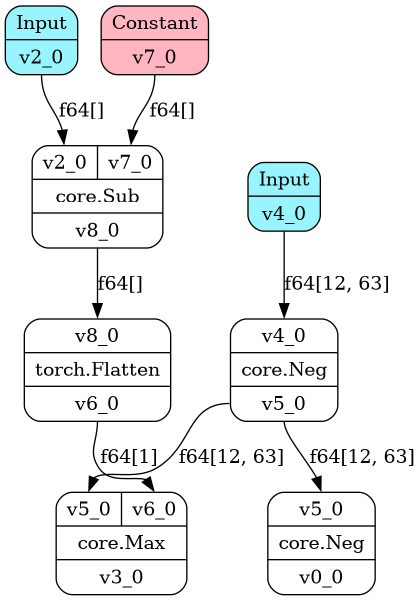 Input
v2_0
Constant
v7_0
f64[]
f64[]
v2_0
v7_0
core.Sub
v8_0
Input
v4_0
f64[]
f64[12, 63]
v8_0
torch.Flatten
v6_0
v4_0
core.Neg
v5_0
f64[1]
f64[12, 63]
f64[12, 63]
v5_0
v6_0
core.Max
v3_0
v5_0
core.Neg
v0_0